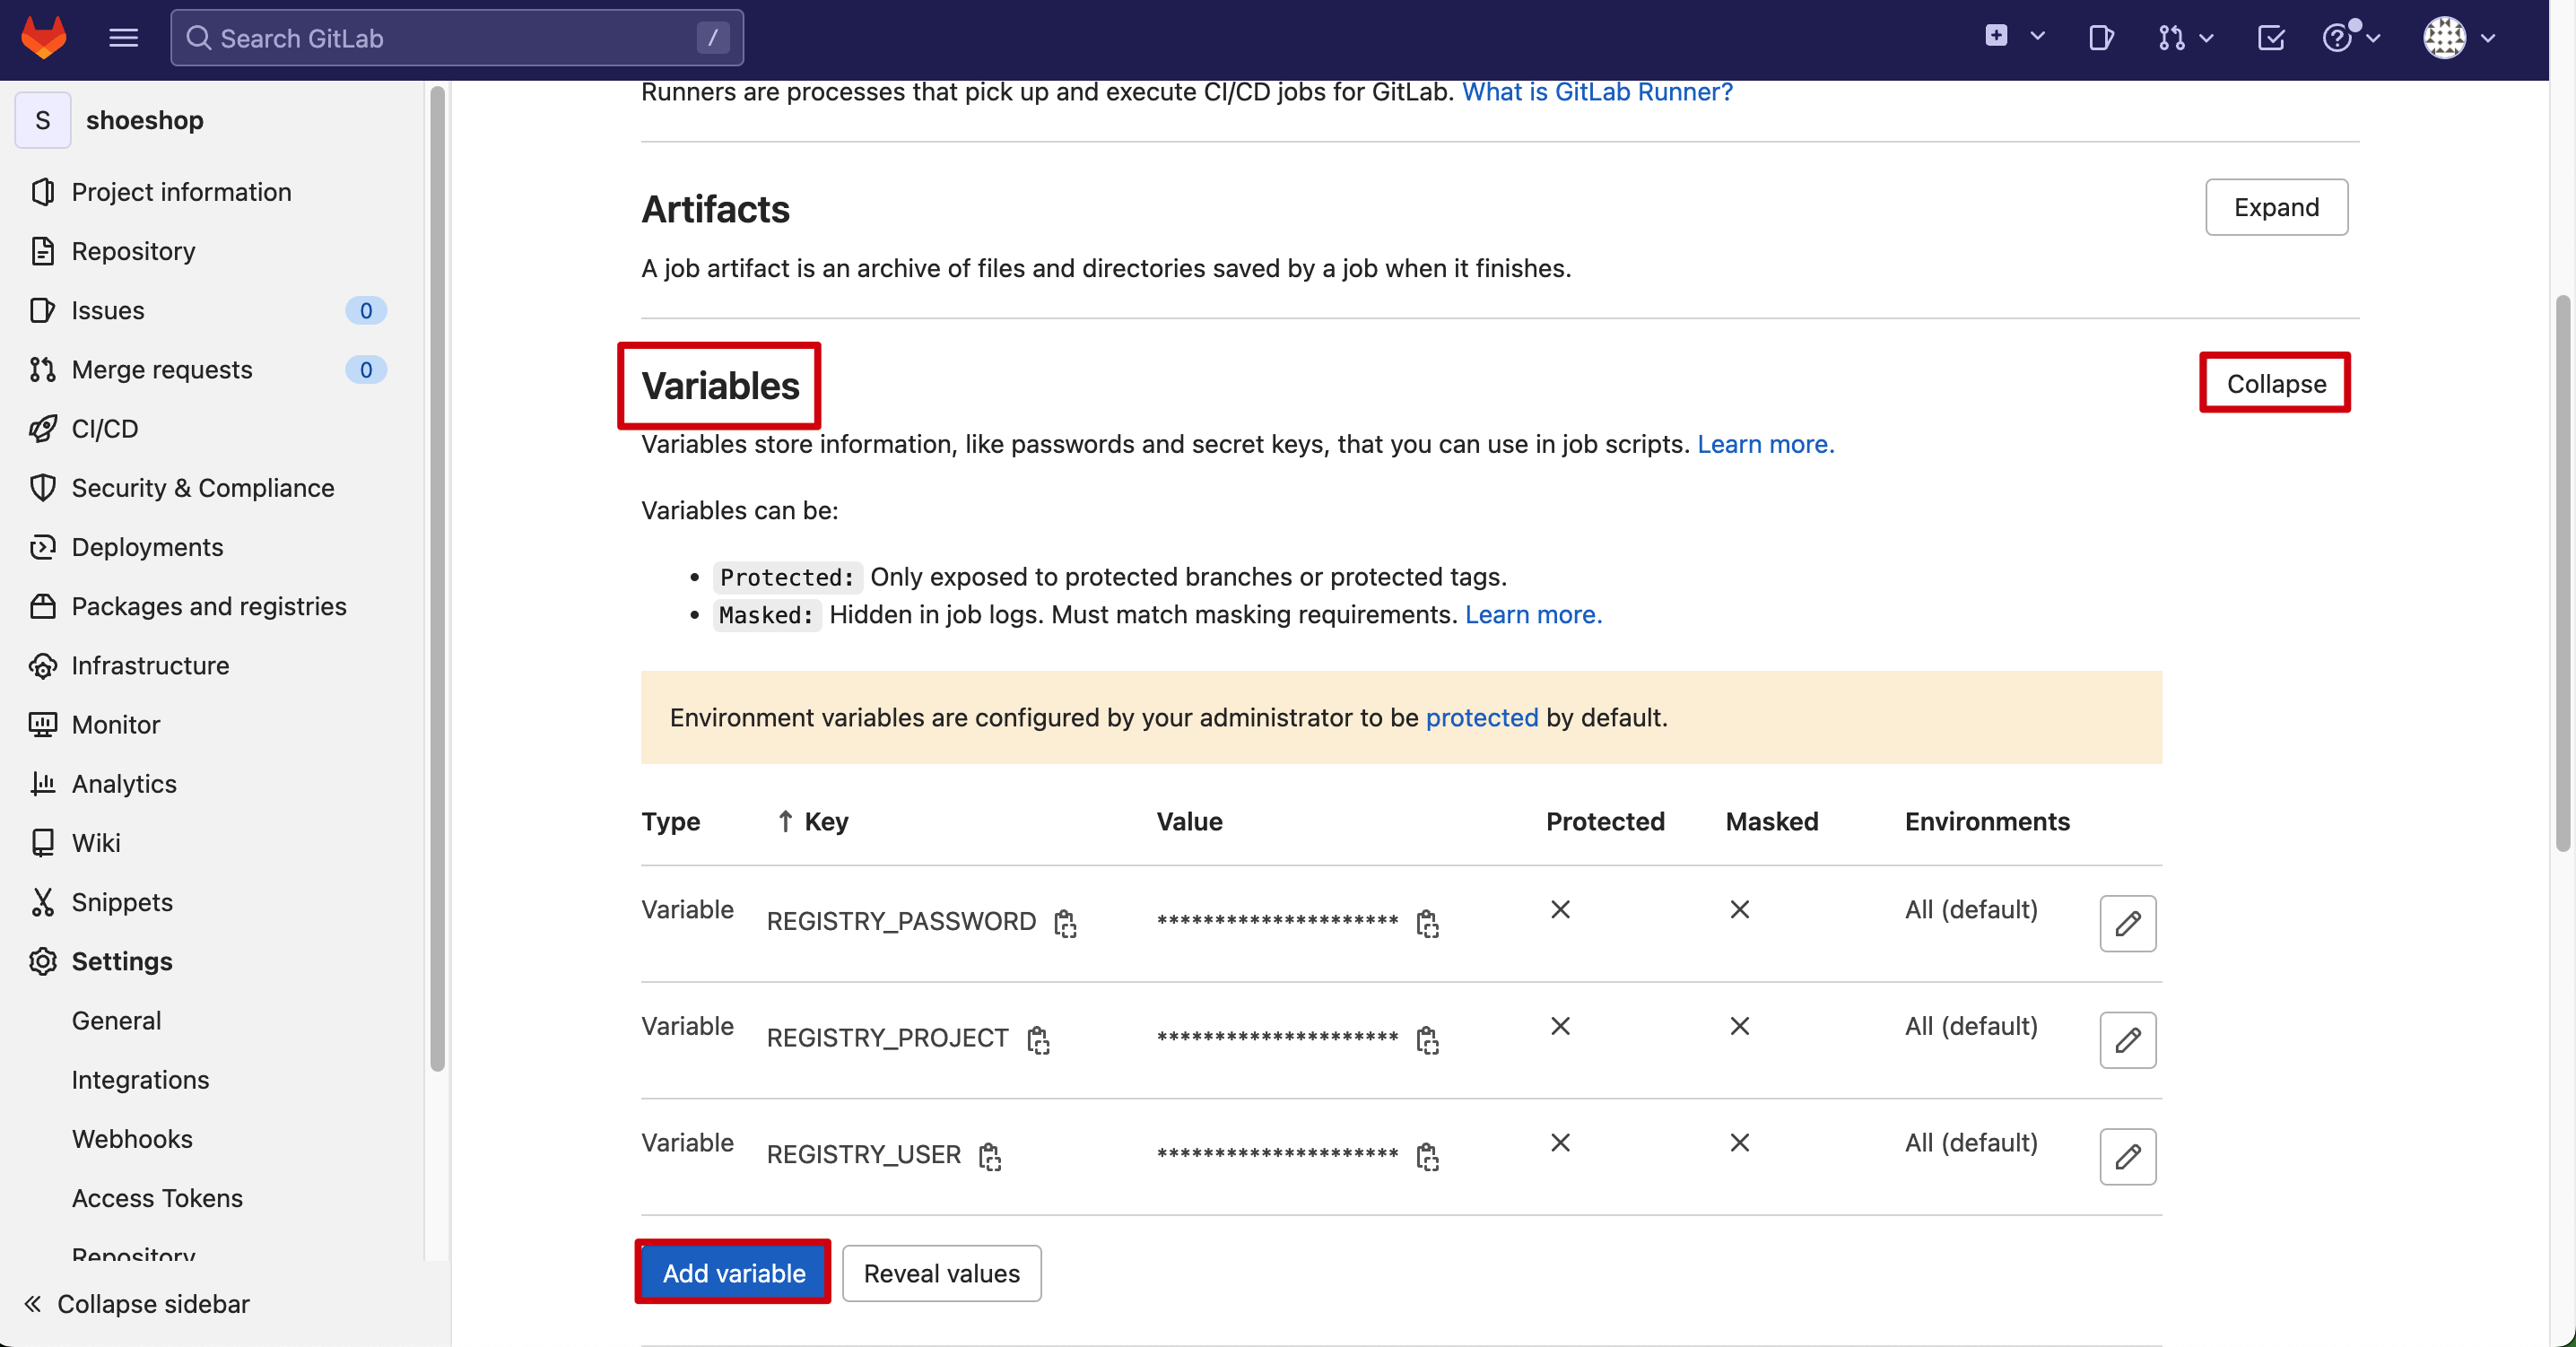 Search GitLab /
S shoeshop
Project information
Repository
Issues 0
Merge requests 0
CI/CD
Security & Compliance
Deployments
Packages and registries
Infrastructure
Monitor
Analytics
Wiki
Snippets
Settings
General
Integrations
Webhooks
Access Tokens
Repository
Collapse sidebar
Runners are processes that pick up and execute CI/CD jobs for GitLab. What is GitLab Runner?
Artifacts
Expand
A job artifact is an archive of files and directories saved by a job when it finishes.
Variables
Collapse
Variables store information, like passwords and secret keys, that you can use in job scripts. Learn more.
Variables can be:
• Protected: Only exposed to protected branches or protected tags.
• Masked: Hidden in job logs. Must match masking requirements. Learn more.
Environment variables are configured by your administrator to be protected by default.
Type ↑ Key Value Protected Masked Environments
Variable REGISTRY_PASSWORD ********************* All (default)
Variable REGISTRY_PROJECT ********************* All (default)
Variable REGISTRY_USER ********************* All (default)
Add variable Reveal values